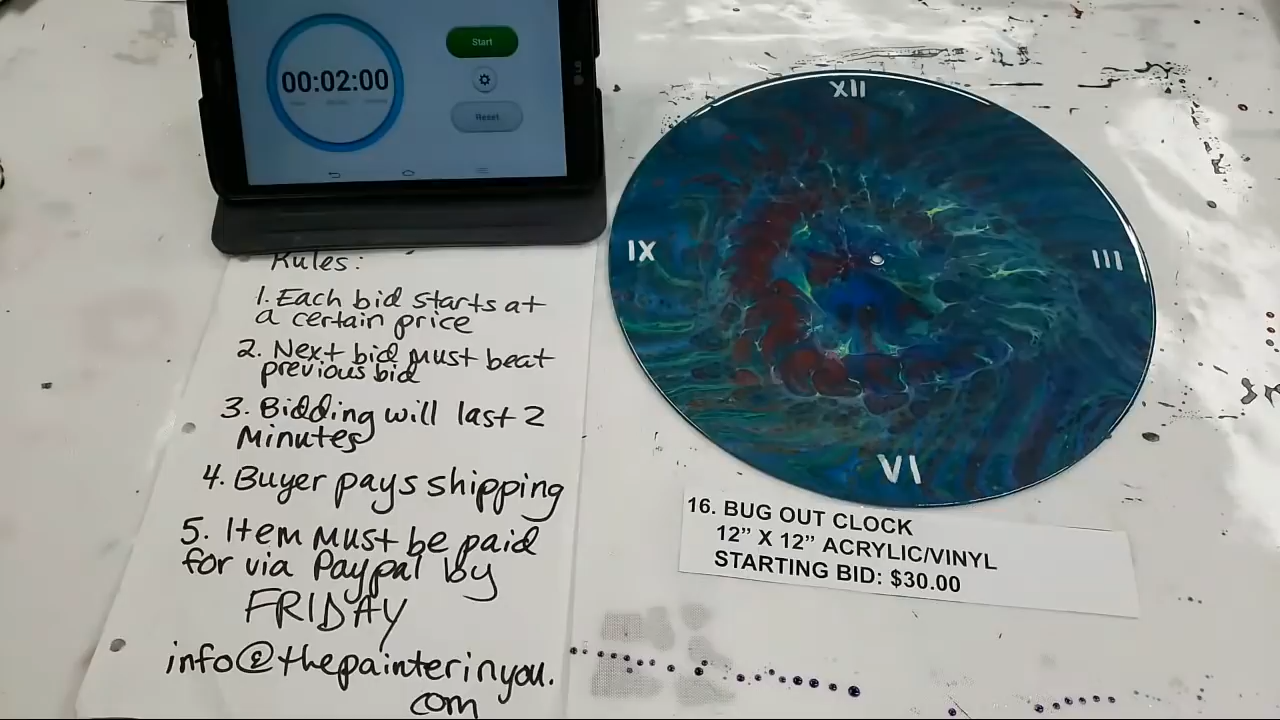 00:02:00
Start
Reset
LG
Rules:
1. Each bid starts at
a certain price
2. Next bid must beat
previous bid
3. Bidding will last 2
Minutes
4. Buyer pays shipping
5. Item must be paid
for via Paypal by
FRIDAY
info@thepainterinyou.
com
XII
IX
III
VI
16. BUG OUT CLOCK
12” X 12” ACRYLIC/VINYL
STARTING BID: $30.00